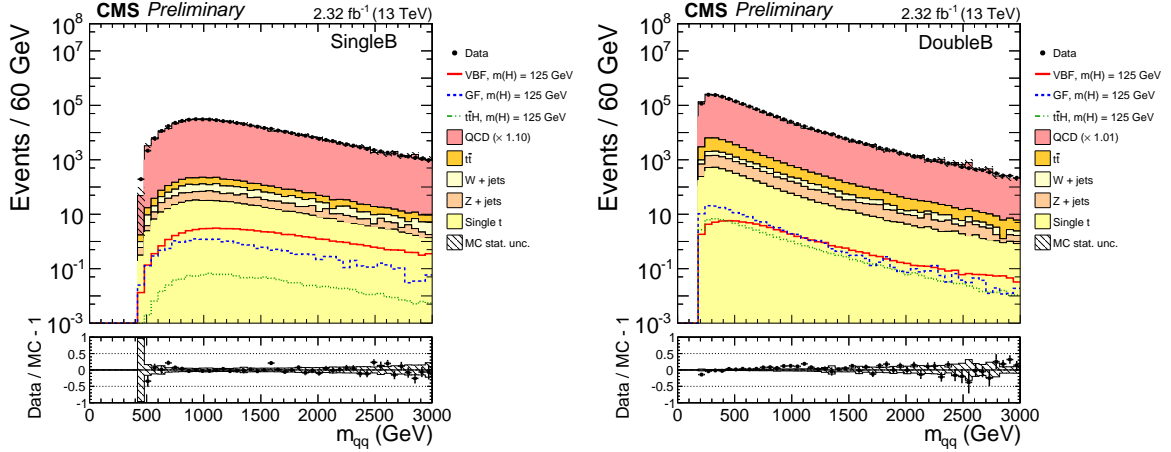 CMS Preliminary 2.32 fb⁻¹ (13 TeV)
SingleB
Events / 60 GeV
10⁸
10⁷
10⁵
10³
10
10⁻¹
10⁻³
Data
VBF, m(H) = 125 GeV
GF, m(H) = 125 GeV
tt̄H, m(H) = 125 GeV
QCD (× 1.10)
tt̄
W + jets
Z + jets
Single t
MC stat. unc.
Data / MC - 1
1
0.5
0
-0.5
-1
0 500 1000 1500 2000 2500 3000
m_qq (GeV)
CMS Preliminary 2.32 fb⁻¹ (13 TeV)
DoubleB
Events / 60 GeV
10⁸
10⁷
10⁵
10³
10
10⁻¹
10⁻³
Data
VBF, m(H) = 125 GeV
GF, m(H) = 125 GeV
tt̄H, m(H) = 125 GeV
QCD (× 1.01)
tt̄
W + jets
Z + jets
Single t
MC stat. unc.
Data / MC - 1
1
0.5
0
-0.5
-1
0 500 1000 1500 2000 2500 3000
m_qq (GeV)